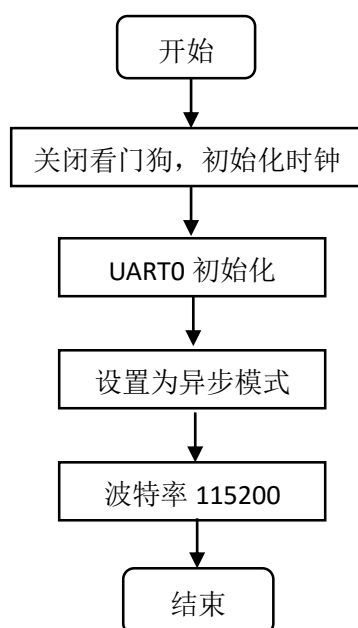 开始
关闭看门狗，初始化时钟
UART0 初始化
设置为异步模式
波特率 115200
结束